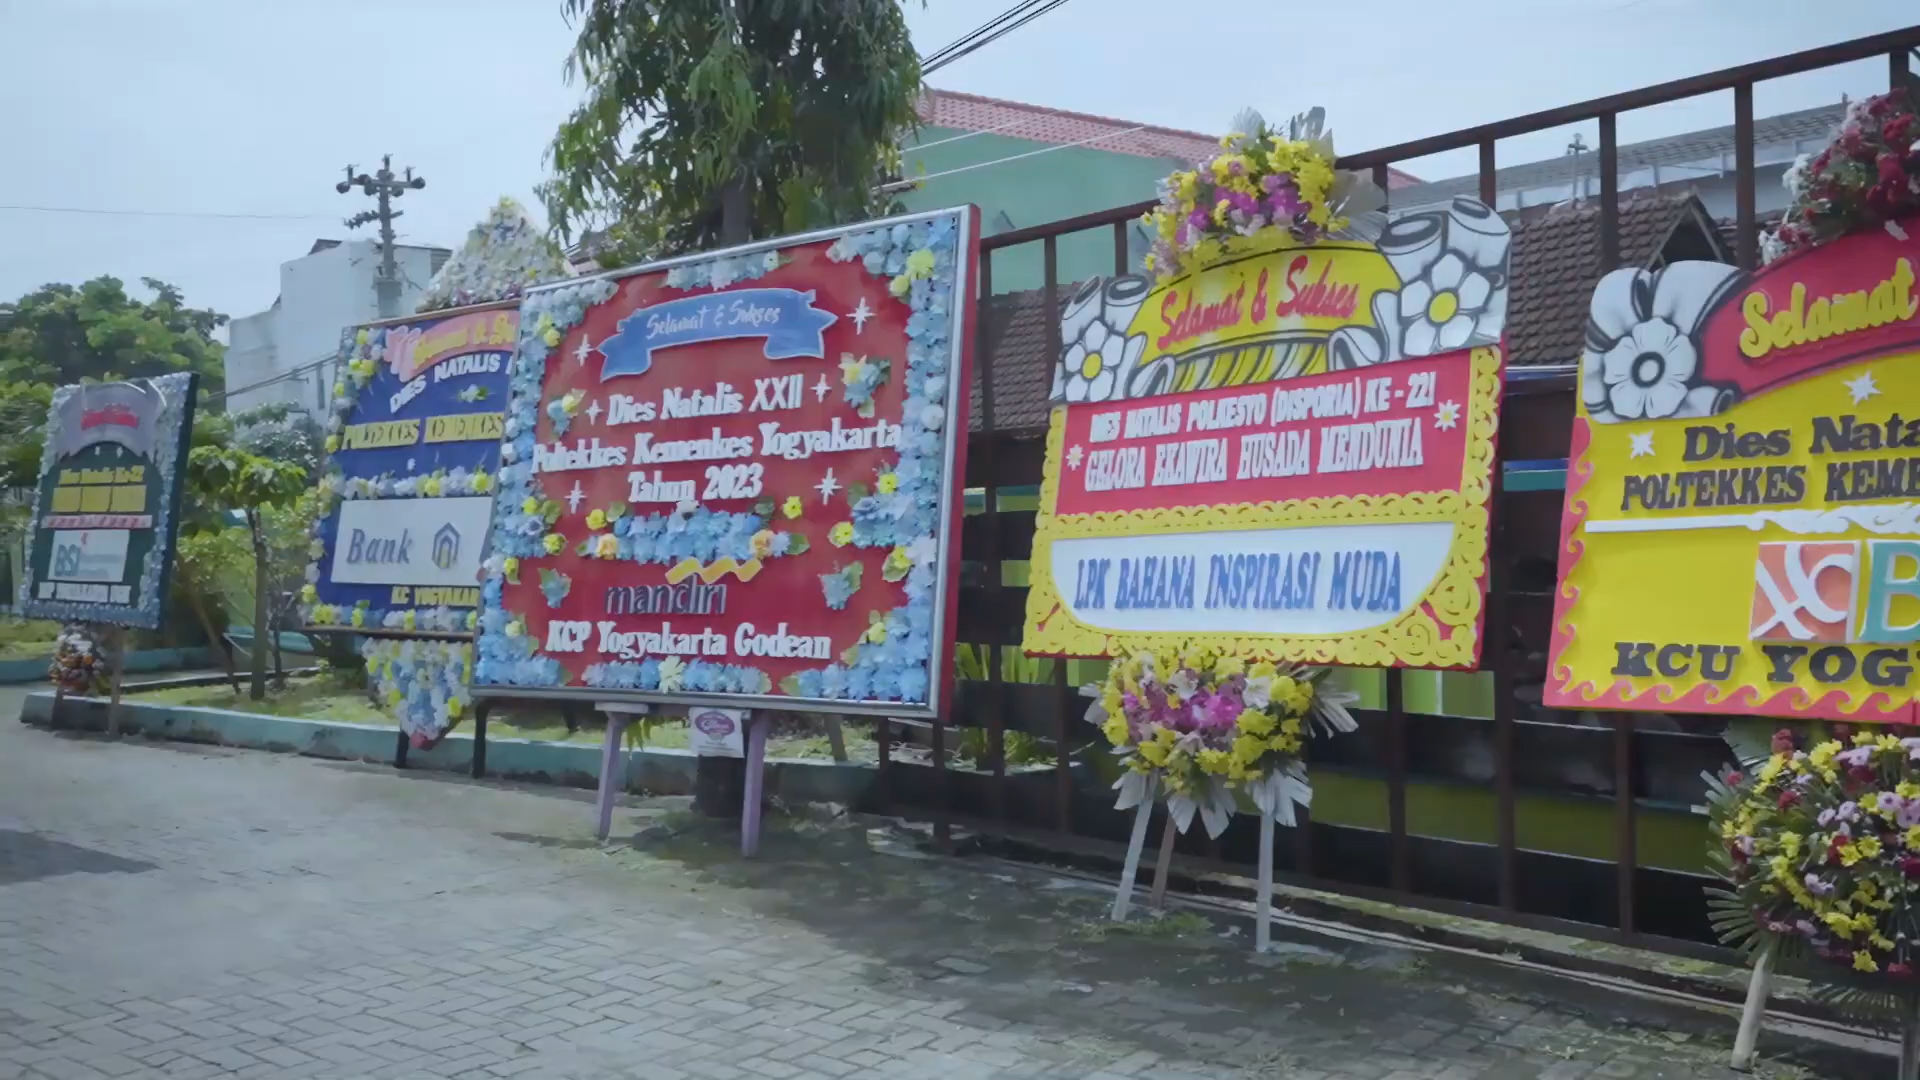 BSI
DIES NATALIS
POLTEKKES KEMENKES
Bank
KC YOGYAKAR
Selamat & Sukses
Dies Natalis XXII
Poltekkes Kemenkes Yogyakarta
Tahun 2023
mandiri
KCP Yogyakarta Godean
Selamat & Sukses
DIES NATALIS POLKESYO (DISPORIA) KE - 22
GELORA EKAWIRA HUSADA MENDUNIA
LPK BAHANA INSPIRASI MUDA
Selamat
Dies Nata
POLTEKKES KEME
B
KCU YOG